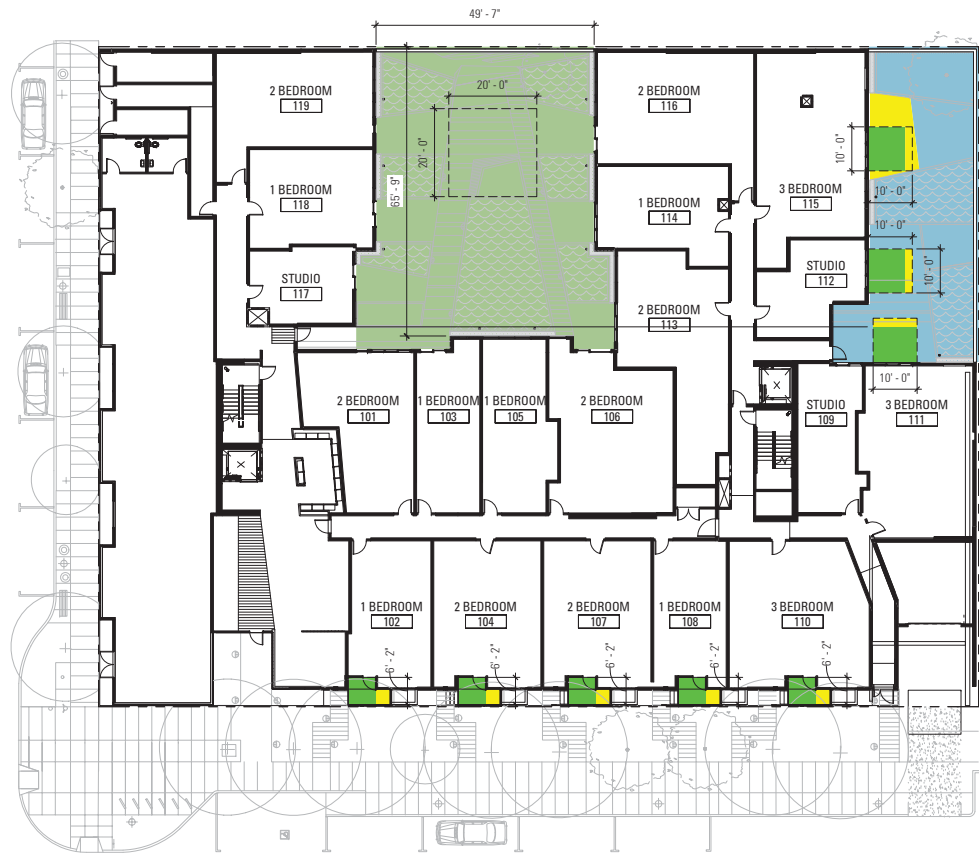 49' - 7"
2 BEDROOM
119
20' - 0"
20' - 0"
65' - 9"
2 BEDROOM
116
3 BEDROOM
115
10' - 0"
10' - 0"
1 BEDROOM
118
1 BEDROOM
114
10' - 0"
10' - 0"
STUDIO
117
STUDIO
112
2 BEDROOM
113
10' - 0"
2 BEDROOM
101
1 BEDROOM
103
1 BEDROOM
105
2 BEDROOM
106
STUDIO
109
3 BEDROOM
111
1 BEDROOM
102
2 BEDROOM
104
2 BEDROOM
107
1 BEDROOM
108
3 BEDROOM
110
6' - 2"
6' - 2"
6' - 2"
6' - 2"
6' - 2"